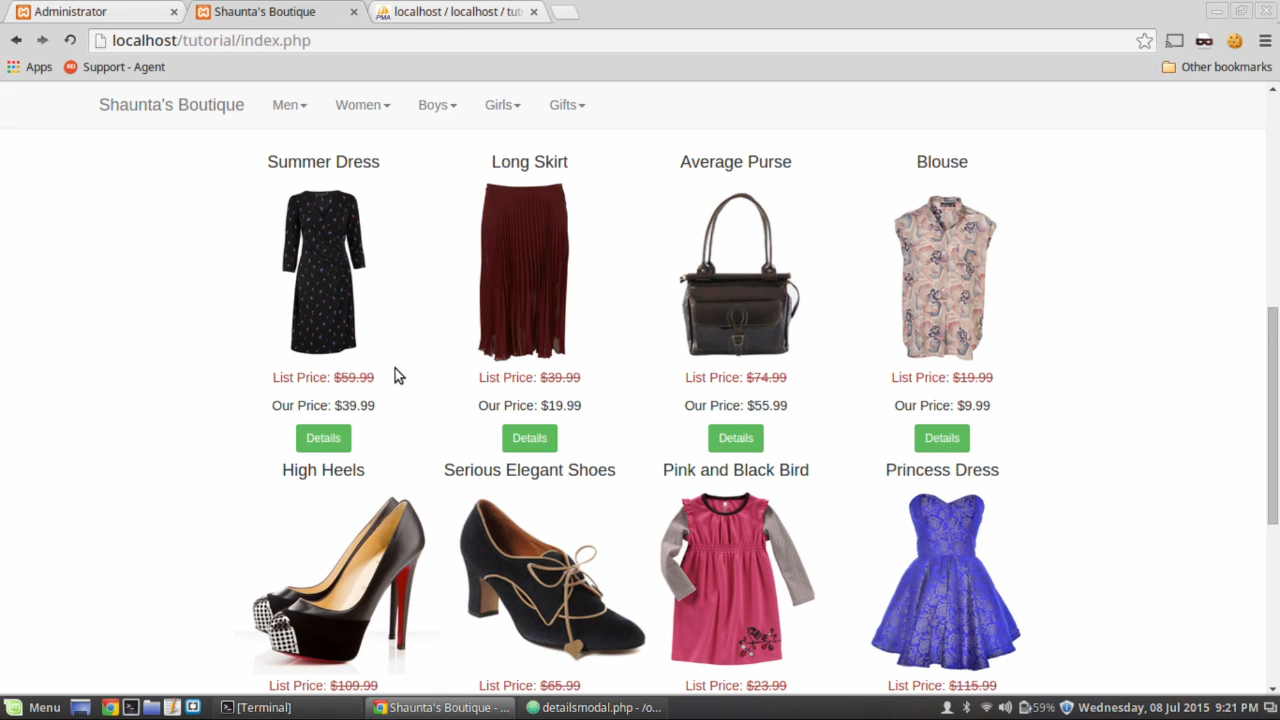 Administrator
Shaunta's Boutique
localhost / localhost / tut
localhost/tutorial/index.php
Apps
Support - Agent
Other bookmarks
Shaunta's Boutique Men Women Boys Girls Gifts
Summer Dress Long Skirt Average Purse Blouse
List Price: $59.99 List Price: $39.99 List Price: $74.99 List Price: $19.99
Our Price: $39.99 Our Price: $19.99 Our Price: $55.99 Our Price: $9.99
Details Details Details Details
High Heels Serious Elegant Shoes Pink and Black Bird Princess Dress
List Price: $109.99 List Price: $65.99 List Price: $23.99 List Price: $115.99
Menu [Terminal] Shaunta's Boutique - ... detailsmodal.php - /o... 59% Wednesday, 08 Jul 2015 9:21 PM